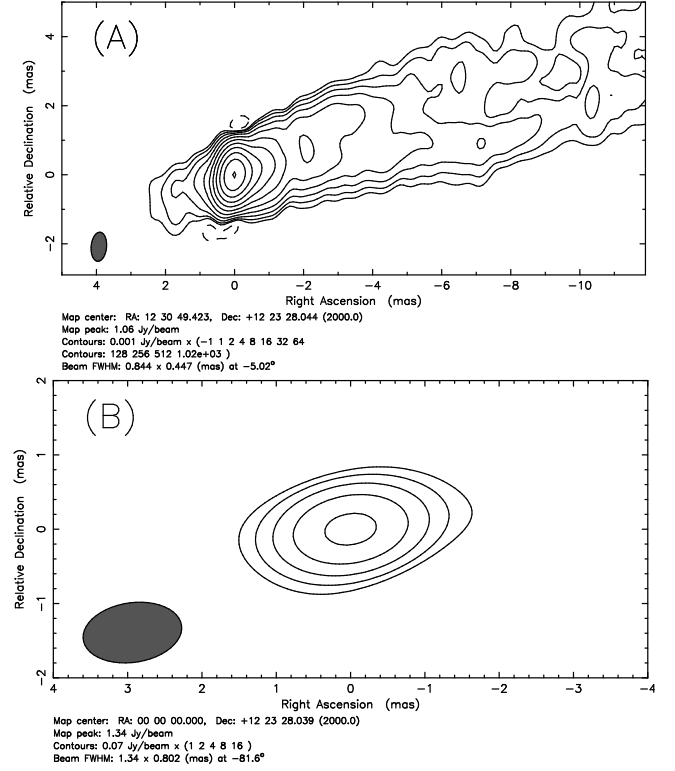 (A)
4
2
0
−2
Relative Declination (mas)
4 2 0 −2 −4 −6 −8 −10
Right Ascension (mas)
Map center: RA: 12 30 49.423, Dec: +12 23 28.044 (2000.0)
Map peak: 1.06 Jy/beam
Contours: 0.001 Jy/beam x (−1 1 2 4 8 16 32 64
Contours: 128 256 512 1.02e+03 )
Beam FWHM: 0.844 x 0.447 (mas) at −5.02°
(B)
2
1
0
−1
−2
Relative Declination (mas)
4 3 2 1 0 −1 −2 −3 −4
Right Ascension (mas)
Map center: RA: 00 00 00.000, Dec: +12 23 28.039 (2000.0)
Map peak: 1.34 Jy/beam
Contours: 0.07 Jy/beam x (1 2 4 8 16 )
Beam FWHM: 1.34 x 0.802 (mas) at −81.6°